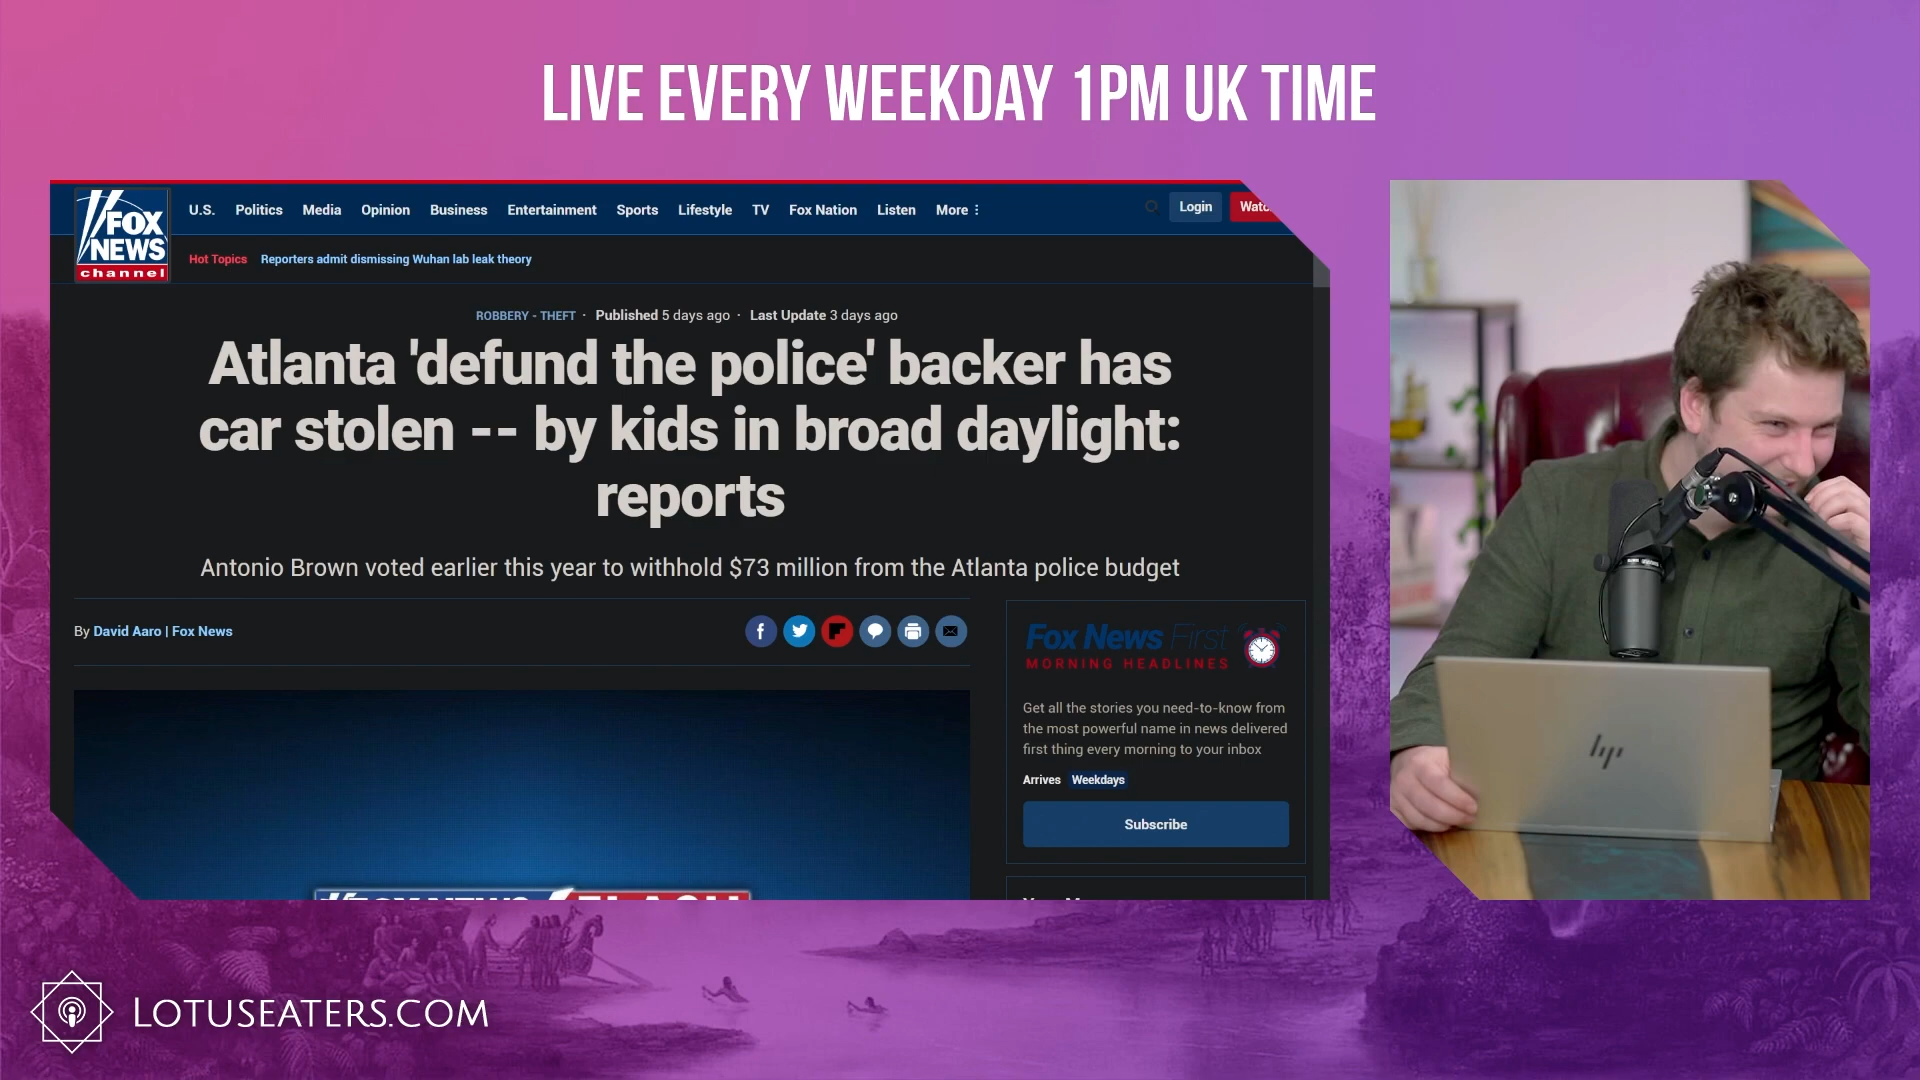 LIVE EVERY WEEKDAY 1PM UK TIME
FOX
NEWS
channel
U.S. Politics Media Opinion Business Entertainment Sports Lifestyle TV Fox Nation Listen More
Login
Hot Topics Reporters admit dismissing Wuhan lab leak theory
ROBBERY - THEFT · Published 5 days ago · Last Update 3 days ago
Atlanta 'defund the police' backer has
car stolen -- by kids in broad daylight:
reports
Antonio Brown voted earlier this year to withhold $73 million from the Atlanta police budget
By David Aaro | Fox News
Fox News First
MORNING HEADLINES
Get all the stories you need-to-know from
the most powerful name in news delivered
first thing every morning to your inbox
Arrives Weekdays
Subscribe
hp
LOTUSEATERS.COM